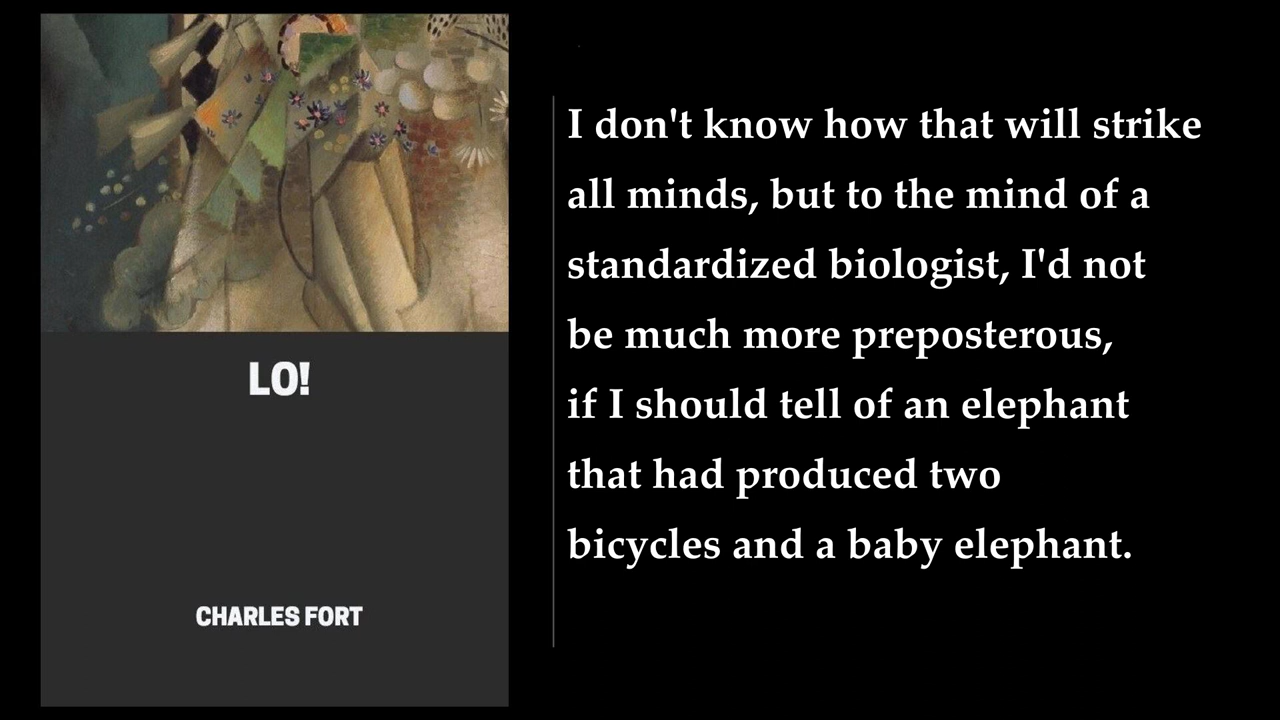 LO!
CHARLES FORT
I don't know how that will strike
all minds, but to the mind of a
standardized biologist, I'd not
be much more preposterous,
if I should tell of an elephant
that had produced two
bicycles and a baby elephant.